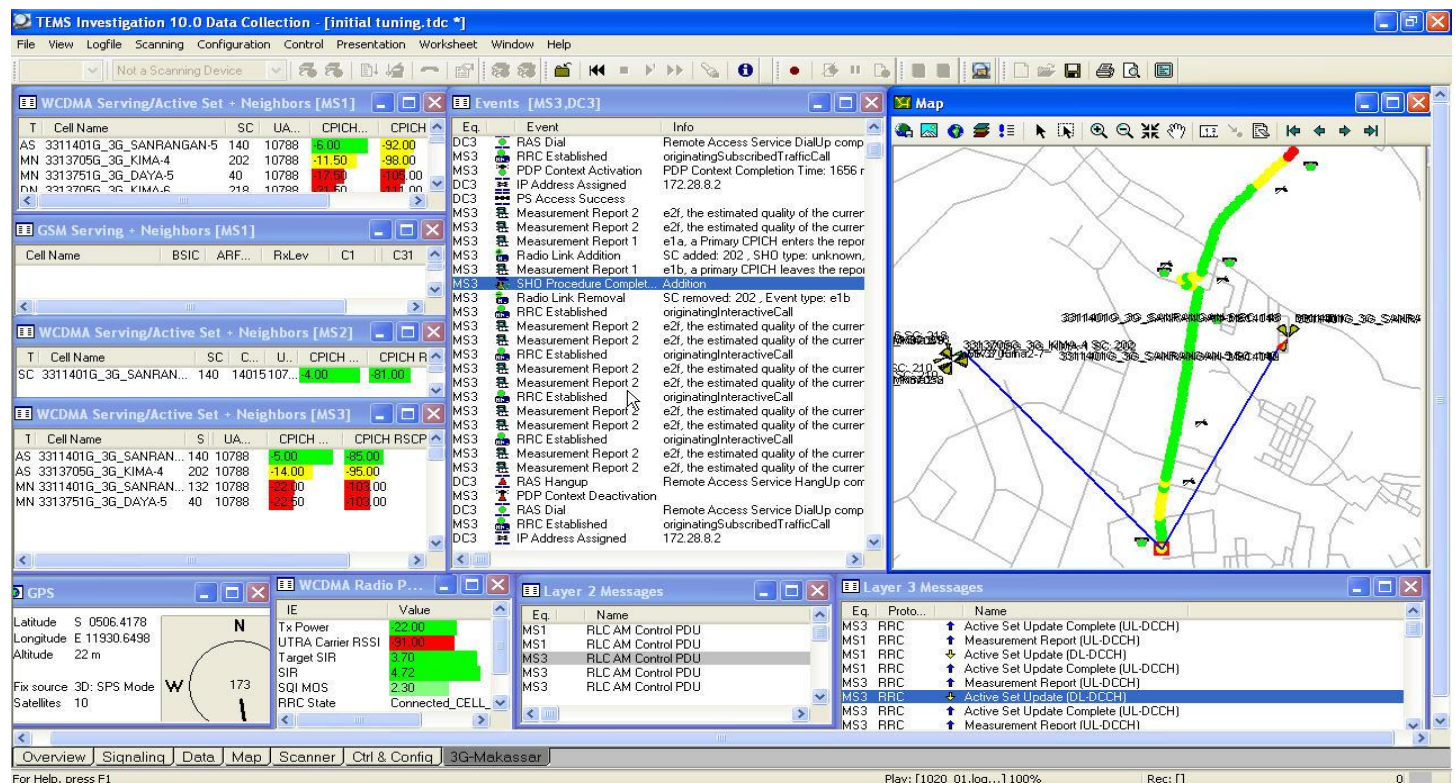 TEMS Investigation 10.0 Data Collection - [initial tuning.tdc *]
File View Logfile Scanning Configuration Control Presentation Worksheet Window Help
Not a Scanning Device
WCDMA Serving/Active Set + Neighbors [MS1]
T Cell Name SC UA... CPICH... CPICH
AS 3311401G_3G_SANRANGAN-5 140 10788 -6.00 -92.00
MN 3313705G_3G_KIMA-4 202 10788 -11.50 -98.00
MN 3313751G_3G_DAYA-5 40 10788 -17.50 -105.00
DN 3313705G_3G_KIMA-6 218 10788 -21.50 -111.00
GSM Serving + Neighbors [MS1]
Cell Name BSIC ARF... RxLev C1 C31
WCDMA Serving/Active Set + Neighbors [MS2]
T Cell Name SC C... U... CPICH ... CPICH R
SC 3311401G_3G_SANRAN... 140 14015 107... -4.00 -81.00
WCDMA Serving/Active Set + Neighbors [MS3]
T Cell Name S UA... CPICH ... CPICH RSCP
AS 3311401G_3G_SANRAN... 140 10788 -5.00 -85.00
AS 3313705G_3G_KIMA-4 202 10788 -14.00 -95.00
MN 3311401G_3G_SANRAN... 132 10788 -22.00 -103.00
MN 3313751G_3G_DAYA-5 40 10788 -22.50 -103.00
Events [MS3,DC3]
Eq. Event Info
DC3 RAS Dial Remote Access Service DialUp comp
MS3 RRC Established originatingSubscribedTrafficCall
MS3 PDP Context Activation PDP Context Completion Time: 1656 r
DC3 IP Address Assigned 172.28.8.2
DC3 PS Access Success
MS3 Measurement Report 2 e2f, the estimated quality of the curren
MS3 Measurement Report 2 e2f, the estimated quality of the curren
MS3 Measurement Report 1 e1a, a Primary CPICH enters the repor
MS3 Radio Link Addition SC added: 202 , SHO type: unknown,
MS3 Measurement Report 1 e1b, a primary CPICH leaves the repor
MS3 SHO Procedure Complet... Addition
MS3 Radio Link Removal SC removed: 202 , Event type: e1b
MS3 RRC Established originatingInteractiveCall
MS3 Measurement Report 2 e2f, the estimated quality of the curren
MS3 Measurement Report 2 e2f, the estimated quality of the curren
MS3 RRC Established originatingInteractiveCall
MS3 Measurement Report 2 e2f, the estimated quality of the curren
MS3 Measurement Report 2 e2f, the estimated quality of the curren
MS3 RRC Established originatingInteractiveCall
MS3 Measurement Report 2 e2f, the estimated quality of the curren
MS3 Measurement Report 2 e2f, the estimated quality of the curren
MS3 RRC Established originatingInteractiveCall
MS3 Measurement Report 2 e2f, the estimated quality of the curren
MS3 Measurement Report 2 e2f, the estimated quality of the curren
DC3 RAS Hangup Remote Access Service HangUp com
MS3 PDP Context Deactivation
DC3 RAS Dial Remote Access Service DialUp comp
MS3 RRC Established originatingSubscribedTrafficCall
DC3 IP Address Assigned 172.28.8.2
Map
3313705G_3G_KIMA-4 SC: 202
GPS
Latitude S 0506.4178
Longitude E 11930.6498
Altitude 22 m
Fix source 3D: SPS Mode
Satellites 10
N
W
173
WCDMA Radio P...
IE Value
Tx Power -22.00
UTRA Carrier RSSI -91.00
Target SIR 3.70
SIR 4.72
SQI MOS 2.30
RRC State Connected_CELL_
Layer 2 Messages
Eq. Name
MS1 RLC AM Control PDU
MS1 RLC AM Control PDU
MS3 RLC AM Control PDU
MS3 RLC AM Control PDU
MS3 RLC AM Control PDU
Layer 3 Messages
Eq. Proto... Name
MS3 RRC Active Set Update Complete (UL-DCCH)
MS1 RRC Measurement Report (UL-DCCH)
MS1 RRC Active Set Update (DL-DCCH)
MS1 RRC Active Set Update Complete (UL-DCCH)
MS3 RRC Measurement Report (UL-DCCH)
MS3 RRC Active Set Update (DL-DCCH)
MS3 RRC Active Set Update Complete (UL-DCCH)
MS3 RRC Measurement Report (UL-DCCH)
Overview Signaling Data Map Scanner Ctrl & Config 3G-Makassar
For Help, press F1
Play: [1020_01.log...] 100%
Rec: []
0